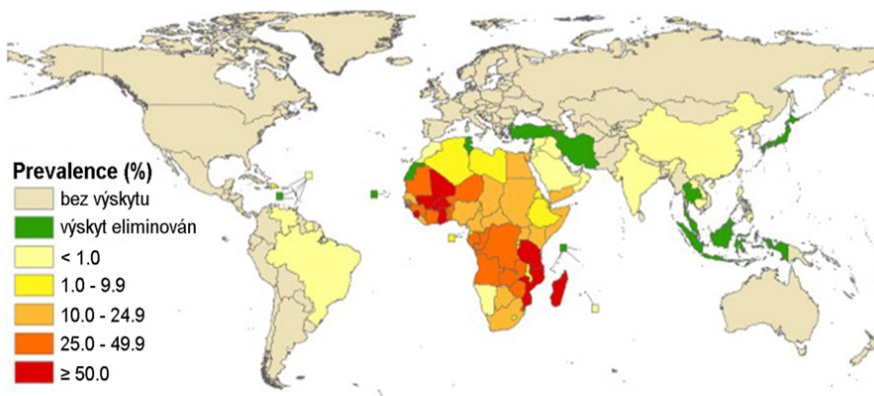 Prevalence (%)
bez výskytu
výskyt eliminován
< 1.0
1.0 - 9.9
10.0 - 24.9
25.0 - 49.9
≥ 50.0